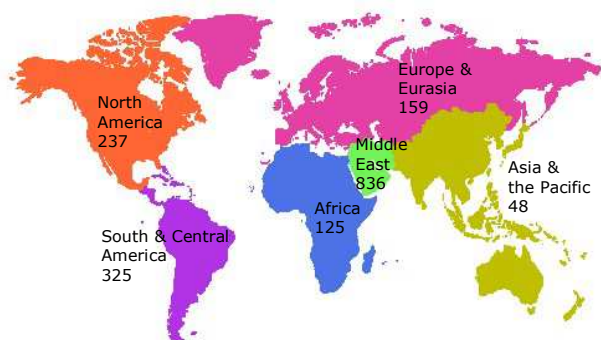 North
America
237
Europe &
Eurasia
159
Middle
East
836
Asia &
the Pacific
48
Africa
125
South & Central
America
325